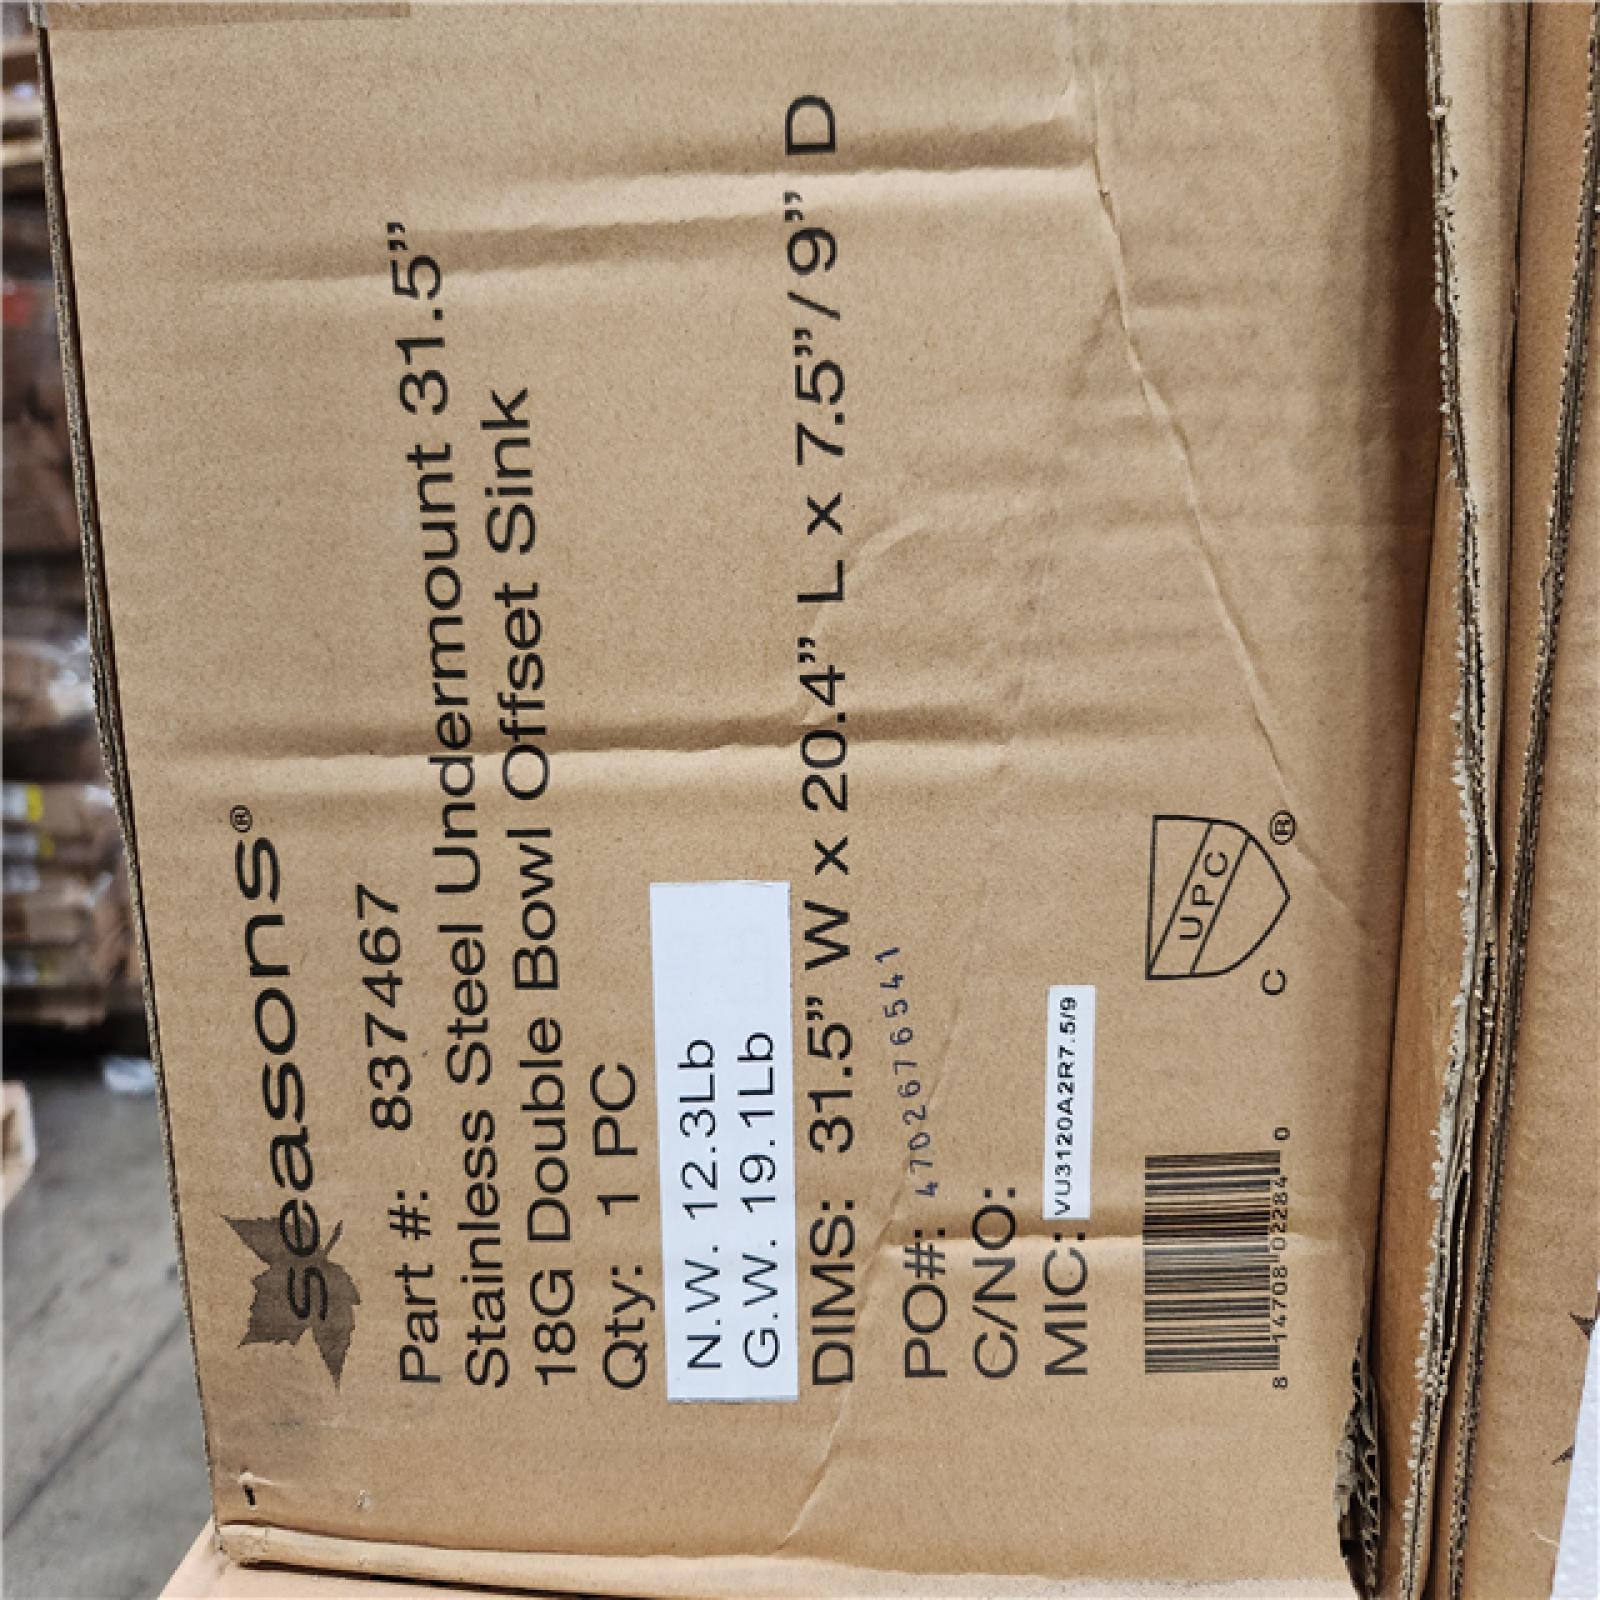 seasons®
Part #: 837467
Stainless Steel Undermount 31.5”
18G Double Bowl Offset Sink
Qty: 1 PC
N.W. 12.3Lb
G.W. 19.1Lb
DIMS: 31.5” W x 20.4” L x 7.5”/9” D
PO#: 4702676541
C/NO:
MIC: VU3120A2R7.5/9
8 14708 02284 0
C UPC ®